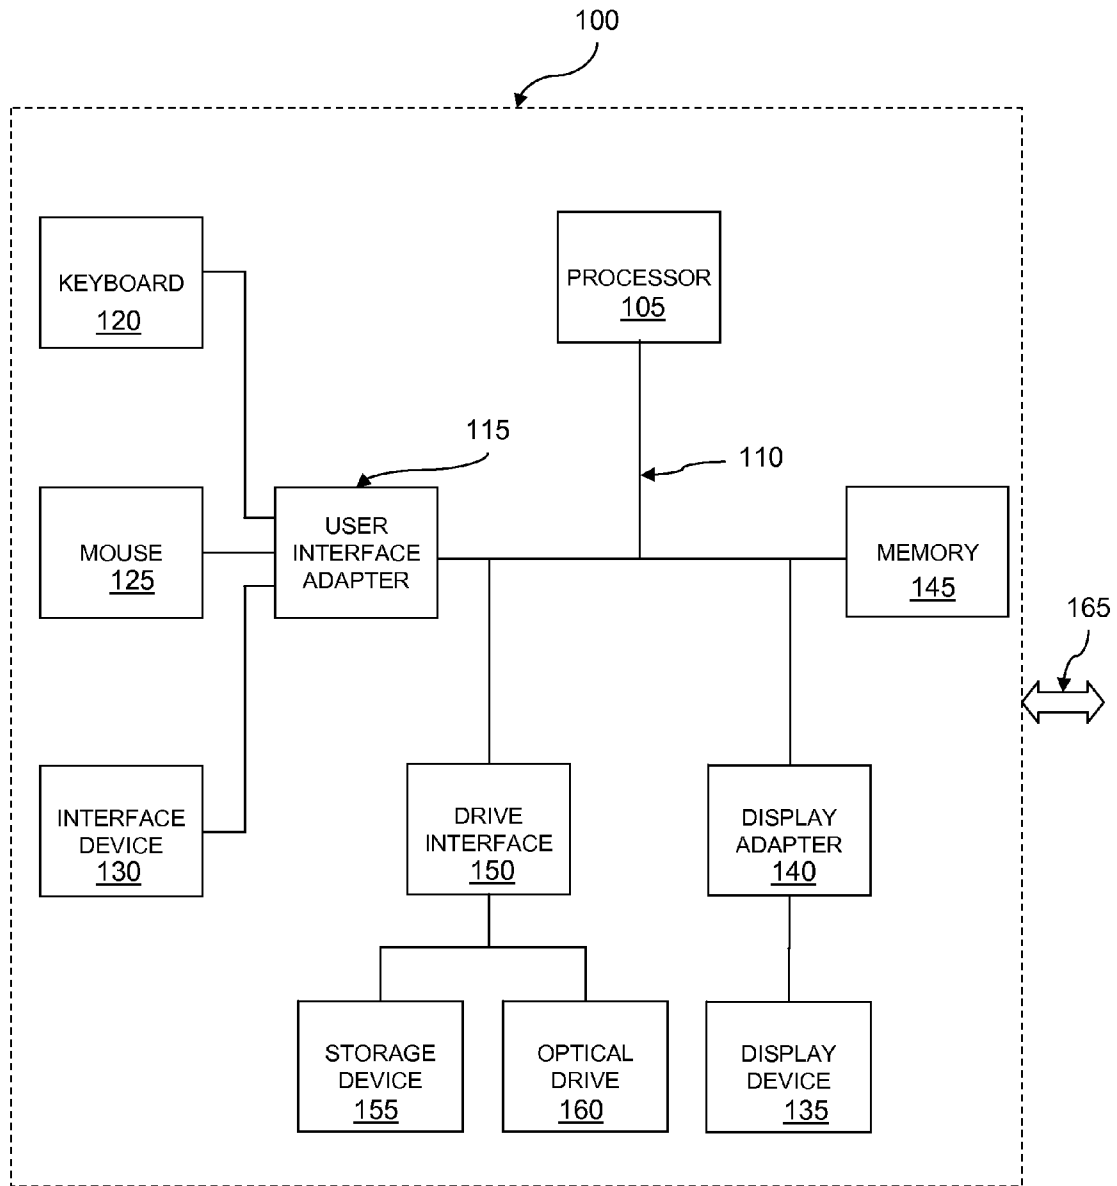 100
KEYBOARD
120
PROCESSOR
105
115
110
MOUSE
125
USER
INTERFACE
ADAPTER
MEMORY
145
165
INTERFACE
DEVICE
130
DRIVE
INTERFACE
150
DISPLAY
ADAPTER
140
STORAGE
DEVICE
155
OPTICAL
DRIVE
160
DISPLAY
DEVICE
135